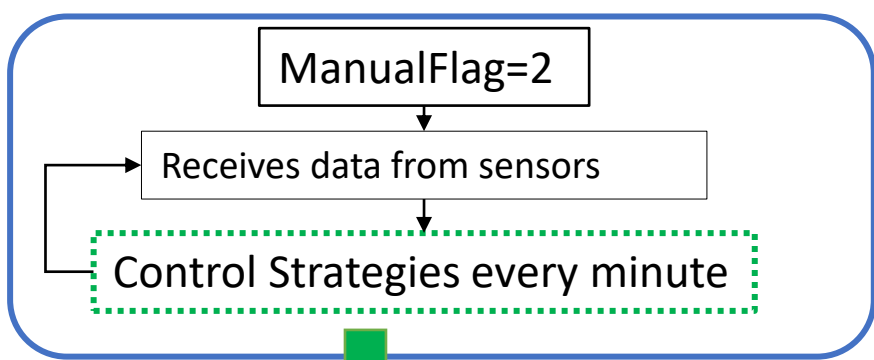 ManualFlag=2
Receives data from sensors
Control Strategies every minute